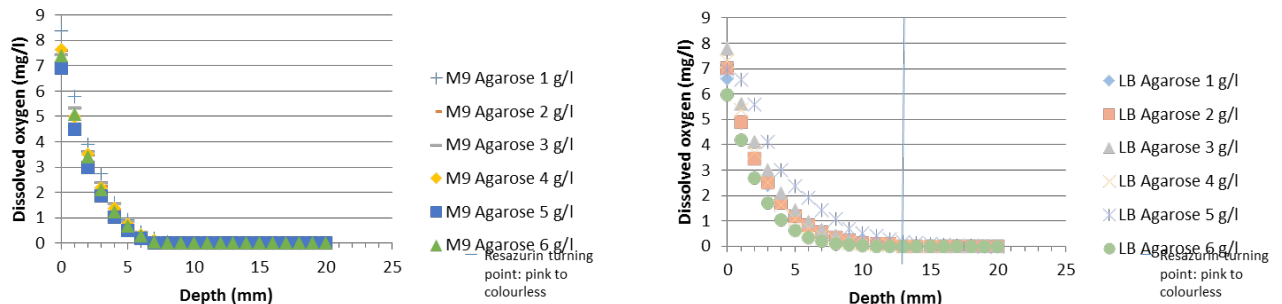 9
8
7
6
5
4
3
2
1
0
Dissolved oxygen (mg/l)
0 5 10 15 20 25
Depth (mm)
M9 Agarose 1 g/l
M9 Agarose 2 g/l
M9 Agarose 3 g/l
M9 Agarose 4 g/l
M9 Agarose 5 g/l
M9 Agarose 6 g/l
Resazurin turning
point: pink to
colourless
9
8
7
6
5
4
3
2
1
0
Dissolved oxygen (mg/l)
0 5 10 15 20 25
Depth (mm)
LB Agarose 1 g/l
LB Agarose 2 g/l
LB Agarose 3 g/l
LB Agarose 4 g/l
LB Agarose 5 g/l
LB Agarose 6 g/l
Resazurin turning
point: pink to
colourless